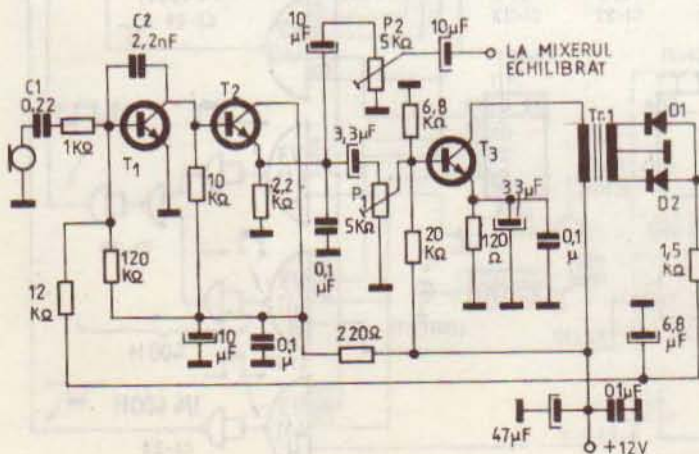 C2
2,2nF
C1
0,22
1KΩ
T1
T2
10
μF
P2
5KΩ
10μF
LA MIXERUL
ECHILIBRAT
6,8
KΩ
3,3μF
T3
Tr.1
D1
D2
10
KΩ
2,2
KΩ
P1
5KΩ
3,3μF
120
KΩ
12
KΩ
0,1
μF
20
KΩ
120
Ω
0,1
μ
1,5
KΩ
10
μF
0,1
μ
220Ω
6,8
μF
47μF
01μF
+12V